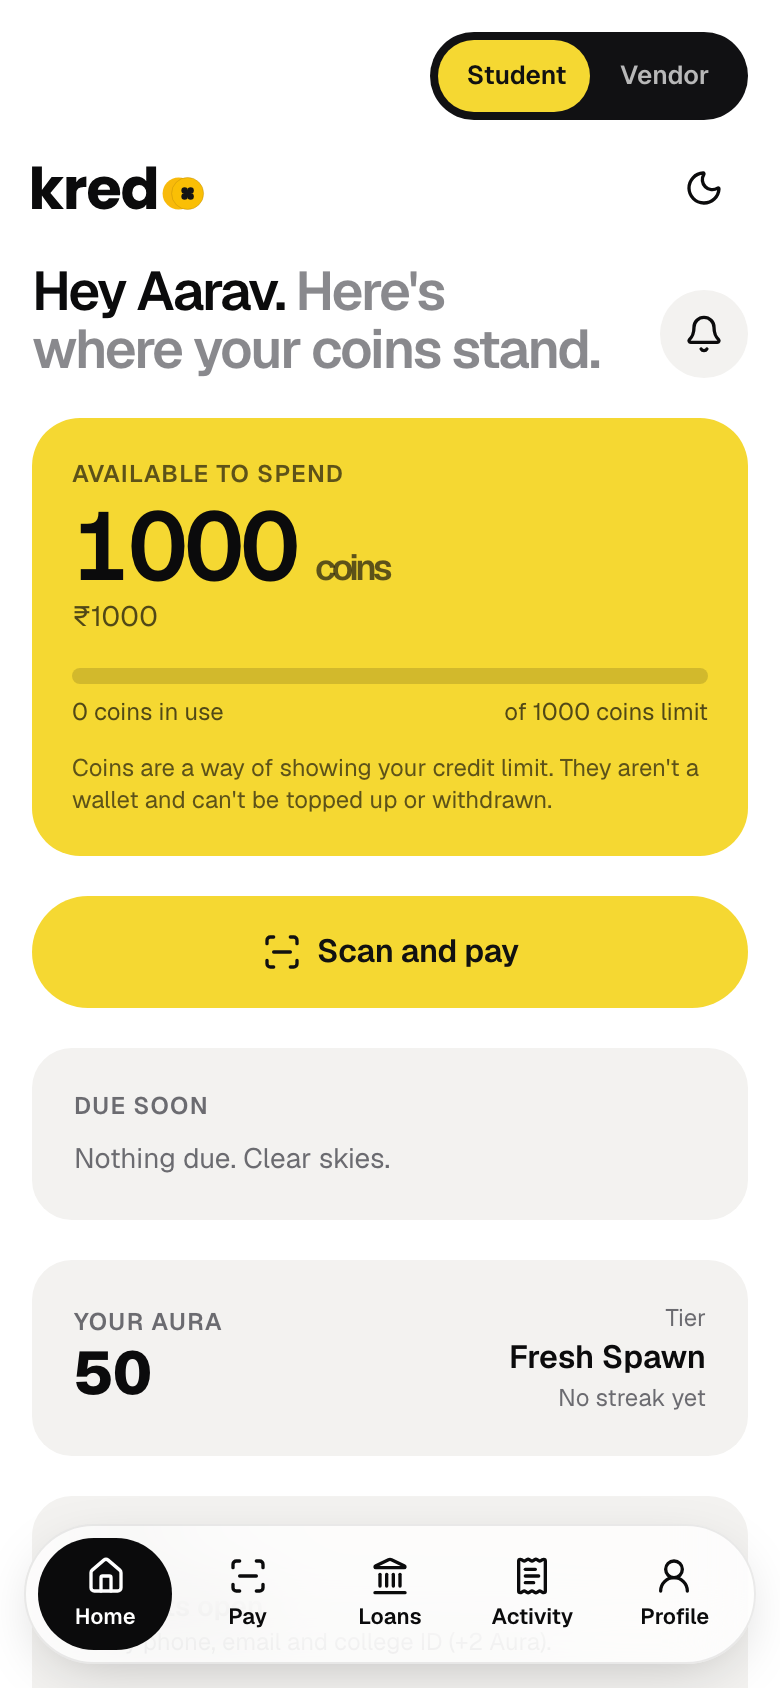 Student Vendor
kred
Hey Aarav. Here's
where your coins stand.
AVAILABLE TO SPEND
1000 coins
₹1000
0 coins in use of 1000 coins limit
Coins are a way of showing your credit limit. They aren't a
wallet and can't be topped up or withdrawn.
Scan and pay
DUE SOON
Nothing due. Clear skies.
YOUR AURA
50
Tier
Fresh Spawn
No streak yet
open
phone, email and college ID (+2 Aura).
Home Pay Loans Activity Profile